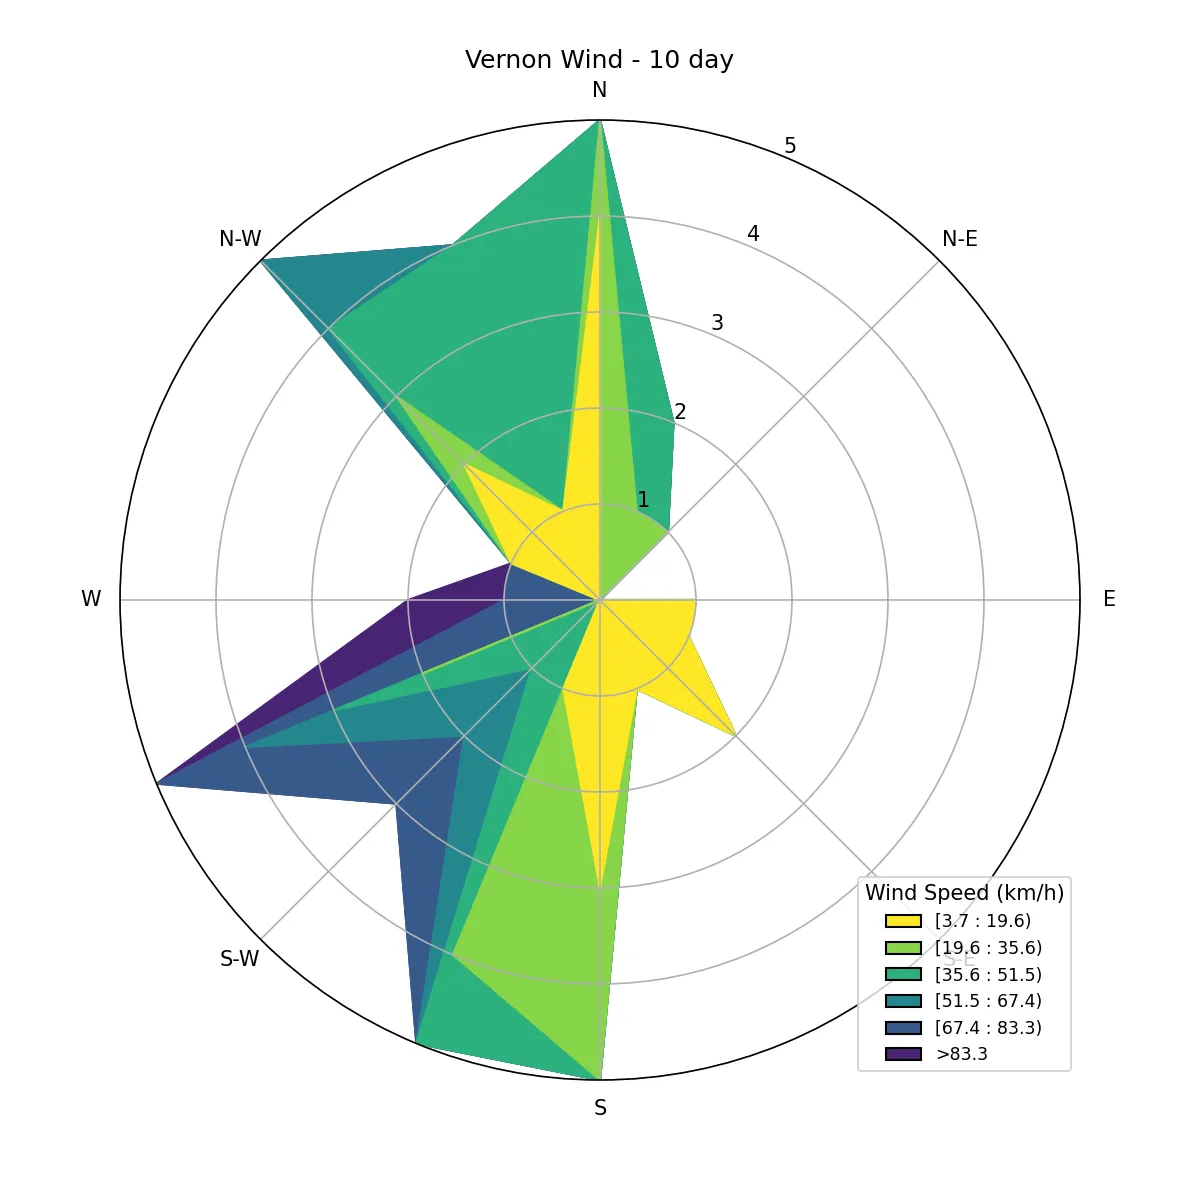 Vernon Wind - 10 day
N
5
N-W
4
N-E
3
2
1
W
E
Wind Speed (km/h)
[3.7 : 19.6)
[19.6 : 35.6)
S-W
S-E
[35.6 : 51.5)
[51.5 : 67.4)
[67.4 : 83.3)
>83.3
S